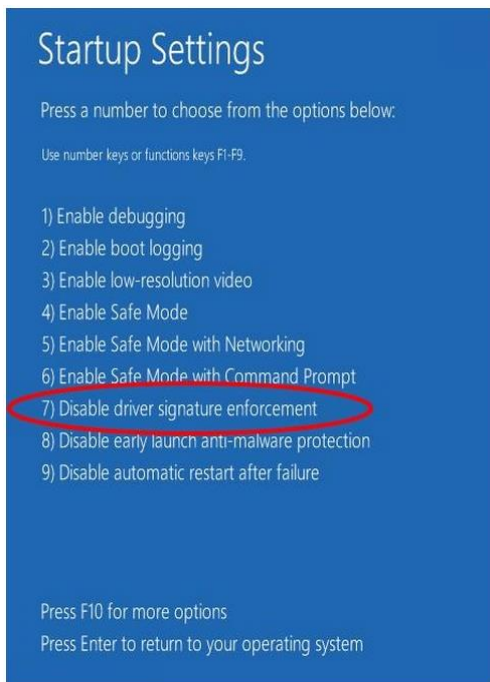 Startup Settings
Press a number to choose from the options below:
Use number keys or functions keys F1-F9.
1) Enable debugging
2) Enable boot logging
3) Enable low-resolution video
4) Enable Safe Mode
5) Enable Safe Mode with Networking
6) Enable Safe Mode with Command Prompt
7) Disable driver signature enforcement
8) Disable early launch anti-malware protection
9) Disable automatic restart after failure
Press F10 for more options
Press Enter to return to your operating system